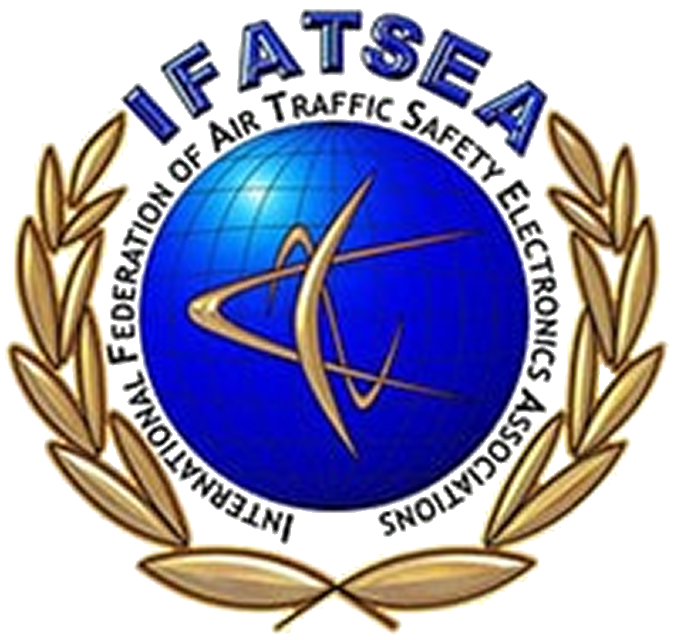 IFATSEA
INTERNATIONAL FEDERATION OF AIR TRAFFIC SAFETY ELECTRONICS ASSOCIATIONS